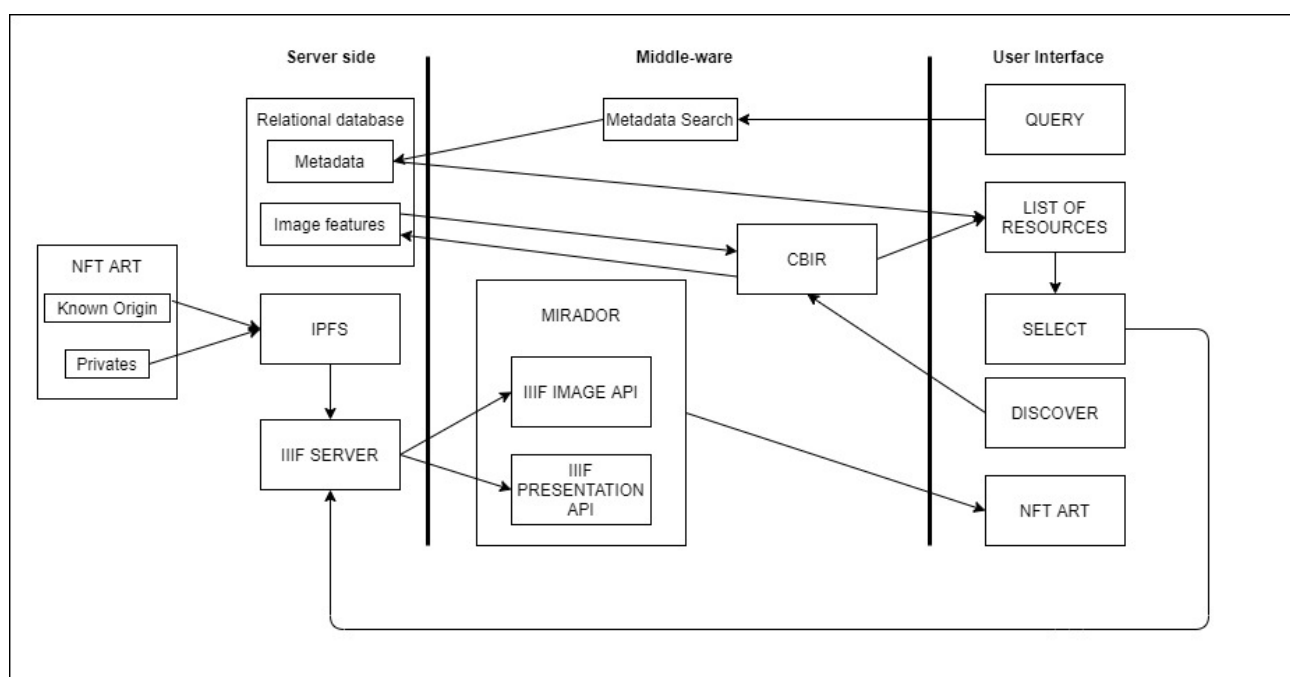 Server side
Middle-ware
User Interface
Relational database
Metadata
Image features
Metadata Search
QUERY
LIST OF
RESOURCES
CBIR
NFT ART
Known Origin
Privates
IPFS
MIRADOR
SELECT
IIIF IMAGE API
DISCOVER
IIIF SERVER
IIIF
PRESENTATION
API
NFT ART